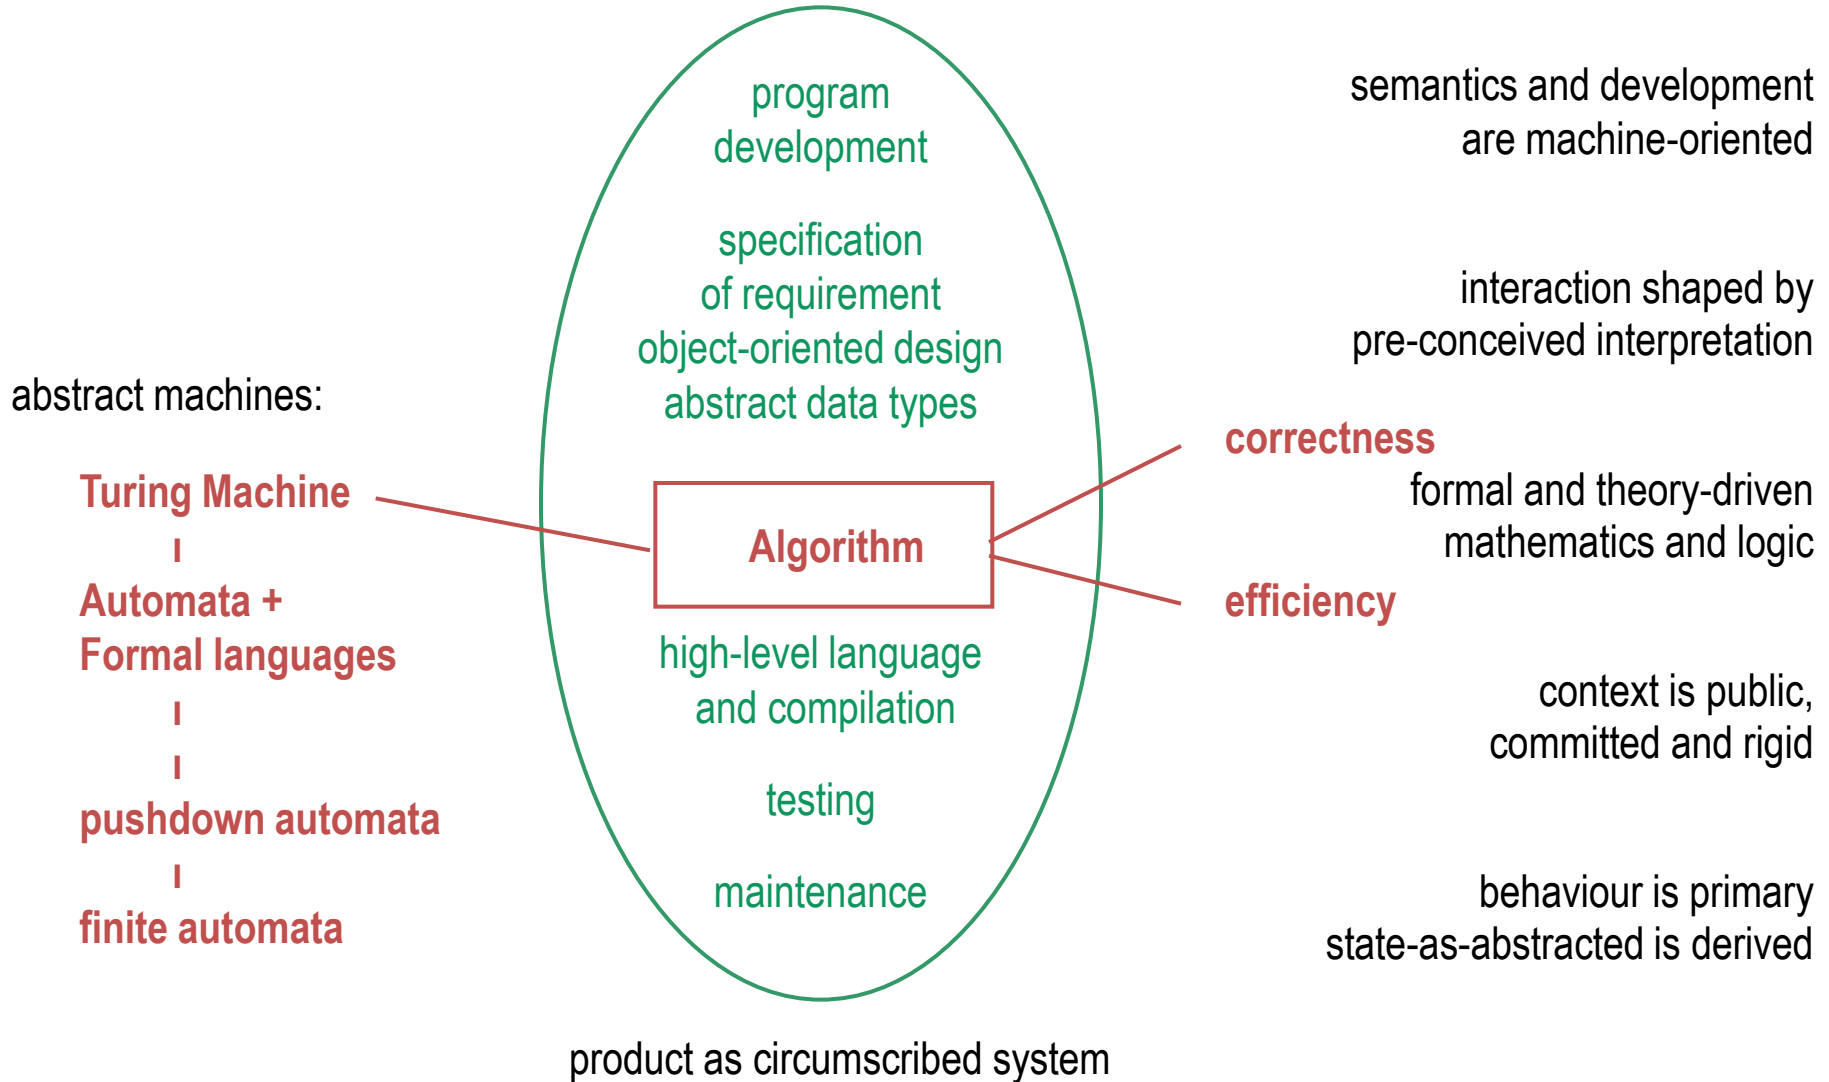 abstract machines:
Turing Machine
Automata +
Formal languages
pushdown automata
finite automata
program
development
specification
of requirement
object-oriented design
abstract data types
Algorithm
high-level language
and compilation
testing
maintenance
correctness
efficiency
semantics and development
are machine-oriented
interaction shaped by
pre-conceived interpretation
formal and theory-driven
mathematics and logic
context is public,
committed and rigid
behaviour is primary
state-as-abstracted is derived
product as circumscribed system